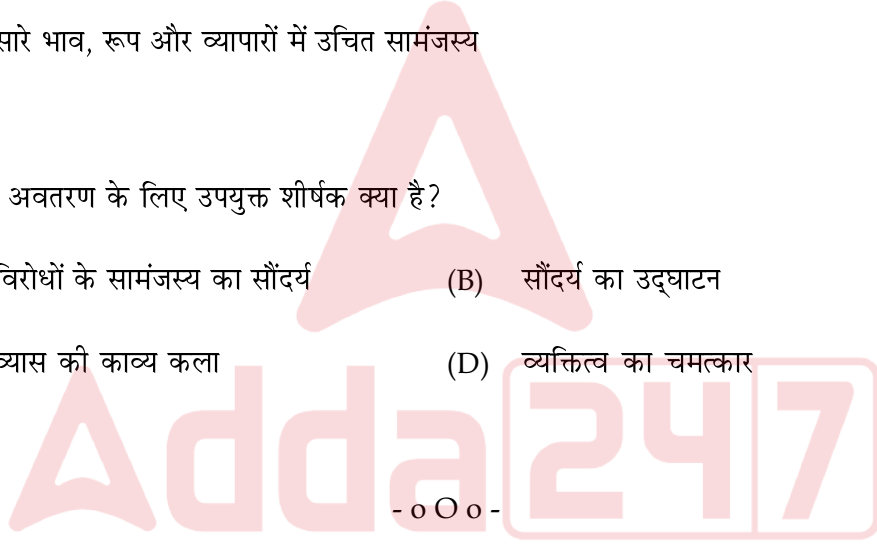 सारे भाव, रूप और व्यापारों में उचित सामंजस्य
अवतरण के लिए उपयुक्त शीर्षक क्या है?
विरोधों के सामंजस्य का सौंदर्य (B) सौंदर्य का उद्घाटन
व्यास की काव्य कला (D) व्यक्तित्व का चमत्कार
Adda247
- o O o -